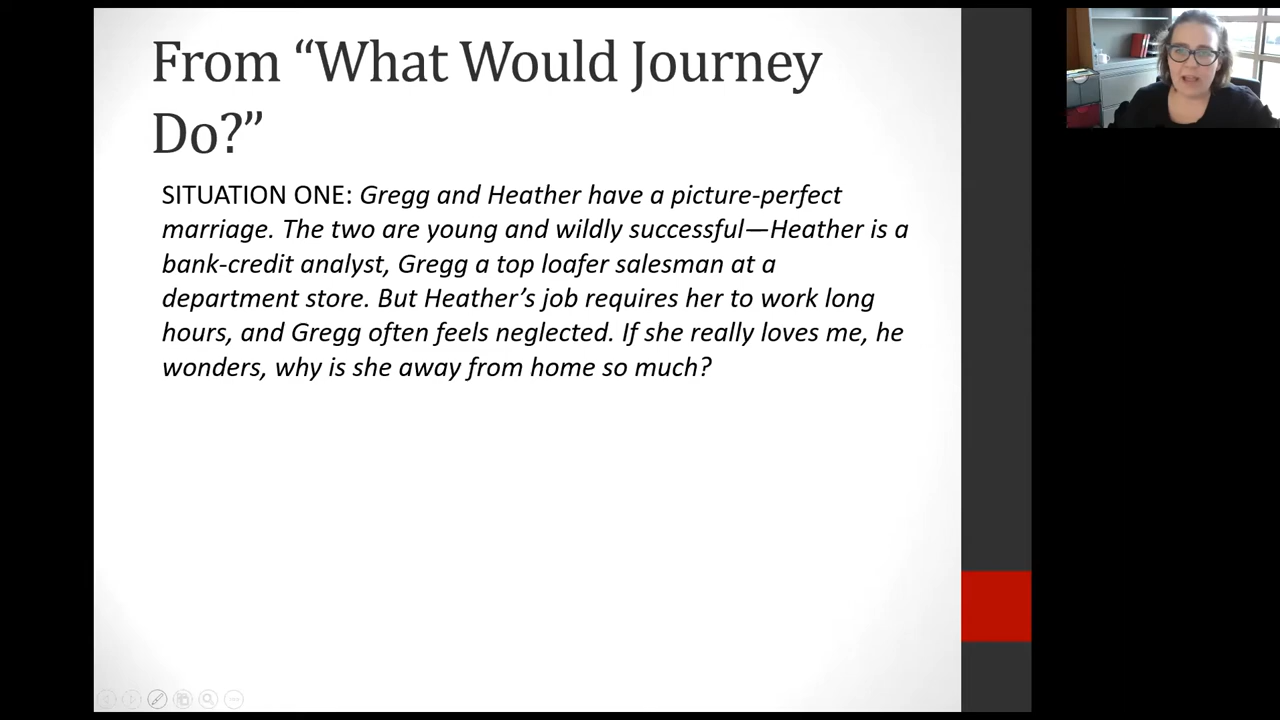 From “What Would Journey
Do?”
SITUATION ONE: Gregg and Heather have a picture-perfect
marriage. The two are young and wildly successful—Heather is a
bank-credit analyst, Gregg a top loafer salesman at a
department store. But Heather’s job requires her to work long
hours, and Gregg often feels neglected. If she really loves me, he
wonders, why is she away from home so much?